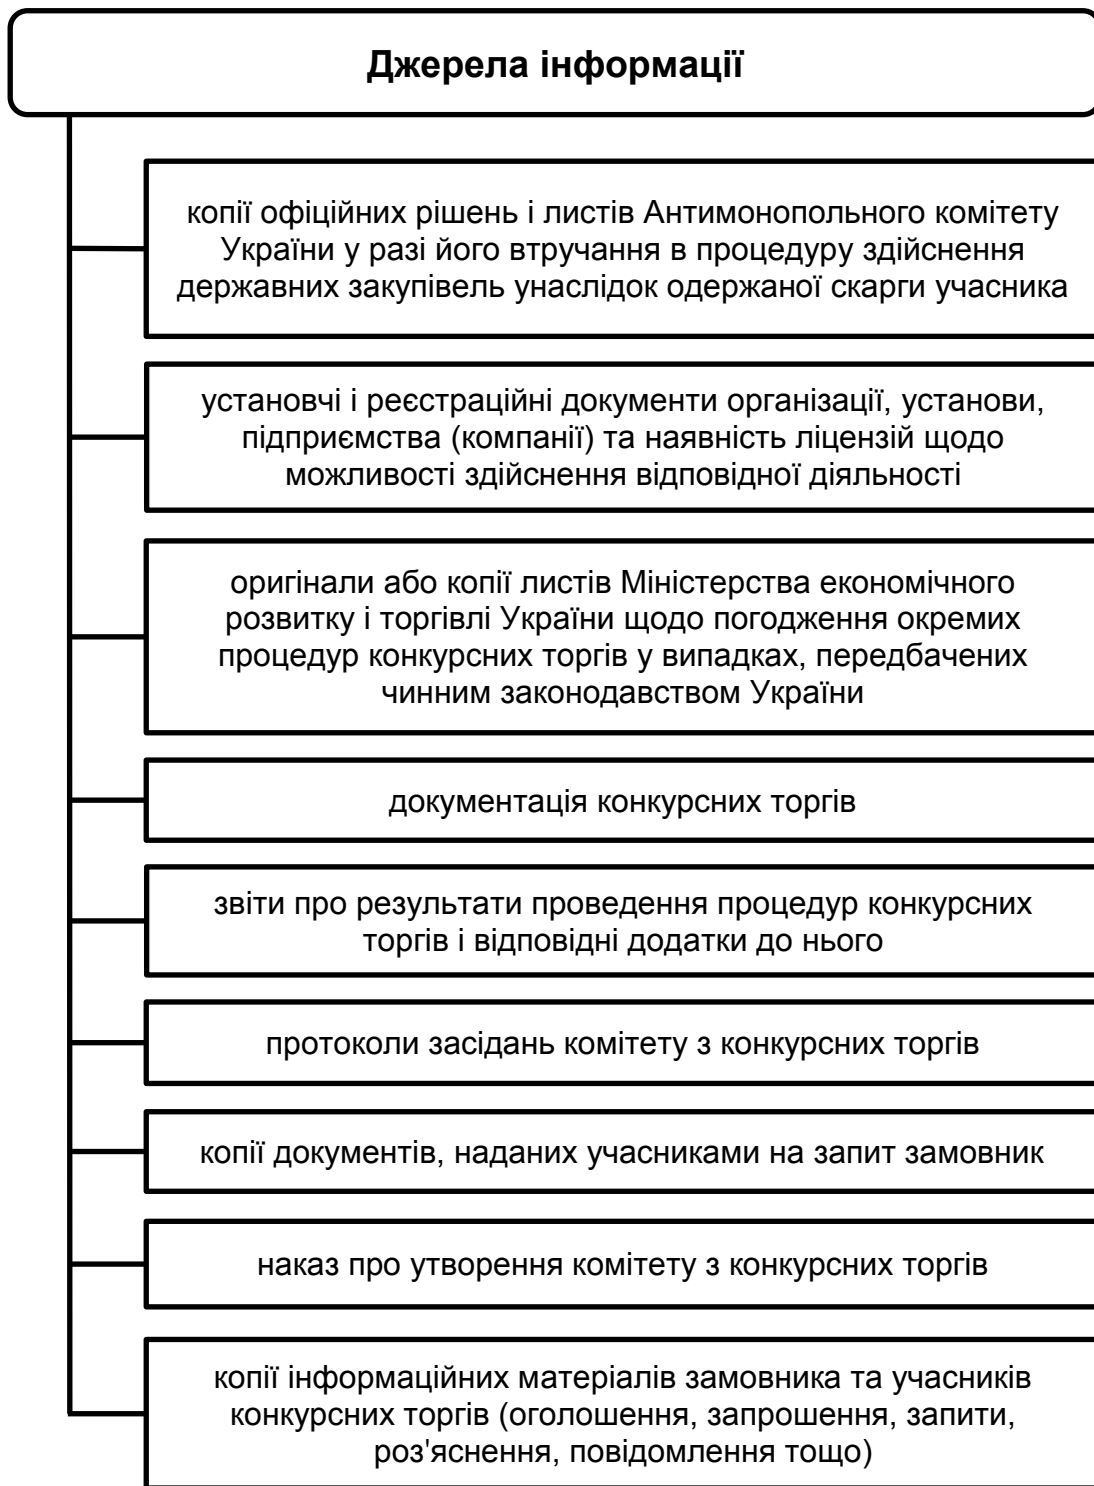 Джерела інформації
копії офіційних рішень і листів Антимонопольного комітету
України у разі його втручання в процедуру здійснення
державних закупівель унаслідок одержаної скарги учасника
установчі і реєстраційні документи організації, установи,
підприємства (компанії) та наявність ліцензій щодо
можливості здійснення відповідної діяльності
оригінали або копії листів Міністерства економічного
розвитку і торгівлі України щодо погодження окремих
процедур конкурсних торгів у випадках, передбачених
чинним законодавством України
документація конкурсних торгів
звіти про результати проведення процедур конкурсних
торгів і відповідні додатки до нього
протоколи засідань комітету з конкурсних торгів
копії документів, наданих учасниками на запит замовник
наказ про утворення комітету з конкурсних торгів
копії інформаційних матеріалів замовника та учасників
конкурсних торгів (оголошення, запрошення, запити,
роз'яснення, повідомлення тощо)